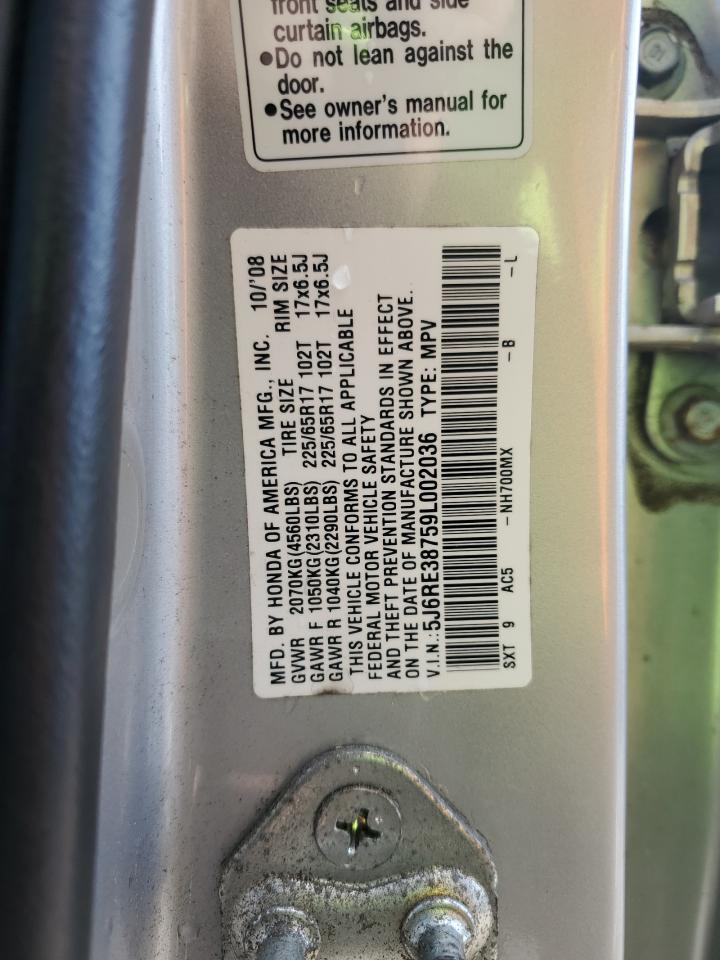 front seats and side
curtain airbags.
●Do not lean against the
door.
●See owner's manual for
more information.
MFD. BY HONDA OF AMERICA MFG., INC. 10/'08
GVWR 2070KG(4560LBS) TIRE SIZE RIM SIZE
GAWR F 1050KG(2310LBS) 225/65R17 102T 17x6.5J
GAWR R 1040KG(2290LBS) 225/65R17 102T 17x6.5J
THIS VEHICLE CONFORMS TO ALL APPLICABLE
FEDERAL MOTOR VEHICLE SAFETY
AND THEFT PREVENTION STANDARDS IN EFFECT
ON THE DATE OF MANUFACTURE SHOWN ABOVE.
V.I.N.:5J6RE38759L002036 TYPE: MPV
SXT 9 AC5 -NH700MX -B -L